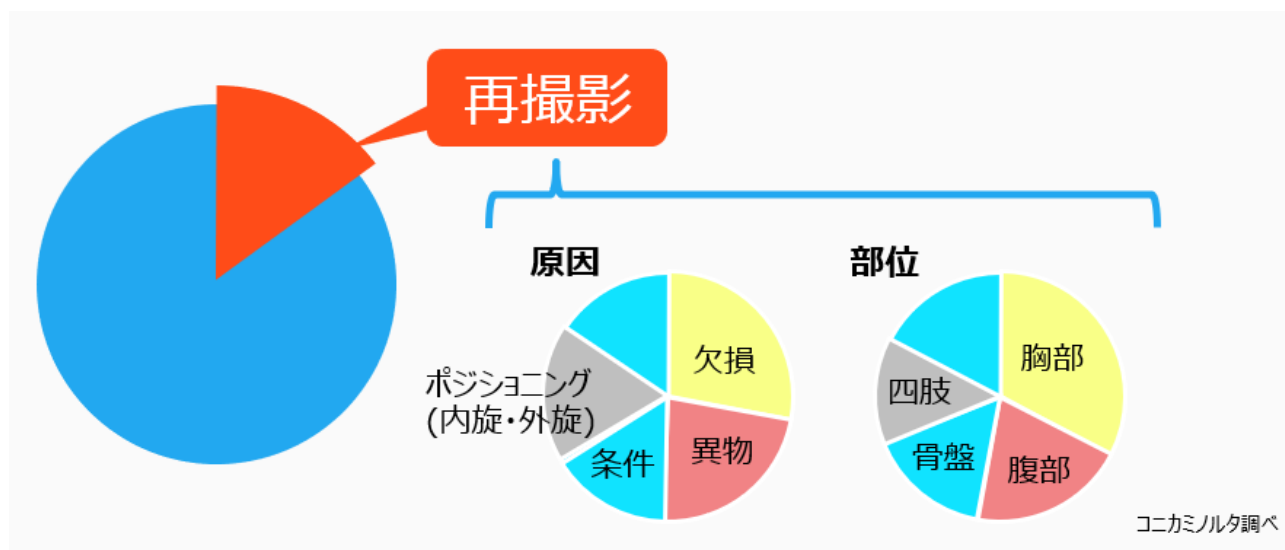 再撮影
原因
部位
欠損
異物
条件
ポジショニング
(内旋・外旋)
胸部
腹部
骨盤
四肢
コニカミノルタ調べ